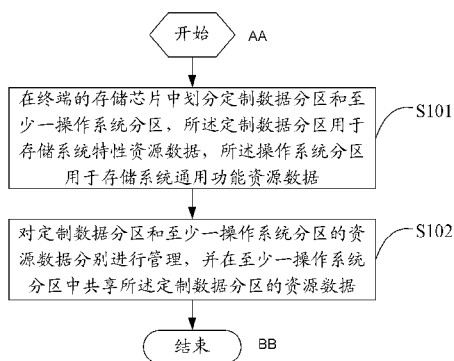 开始
AA
在终端的存储芯片中划分定制数据分区和至
少一操作系统分区，所述定制数据分区用于
存储系统特性资源数据，所述操作系统分区
用于存储系统通用功能资源数据
S101
对定制数据分区和至少一操作系统分区的资
源数据分别进行管理，并在至少一操作系统
分区中共享所述定制数据分区的资源数据
S102
结束
BB